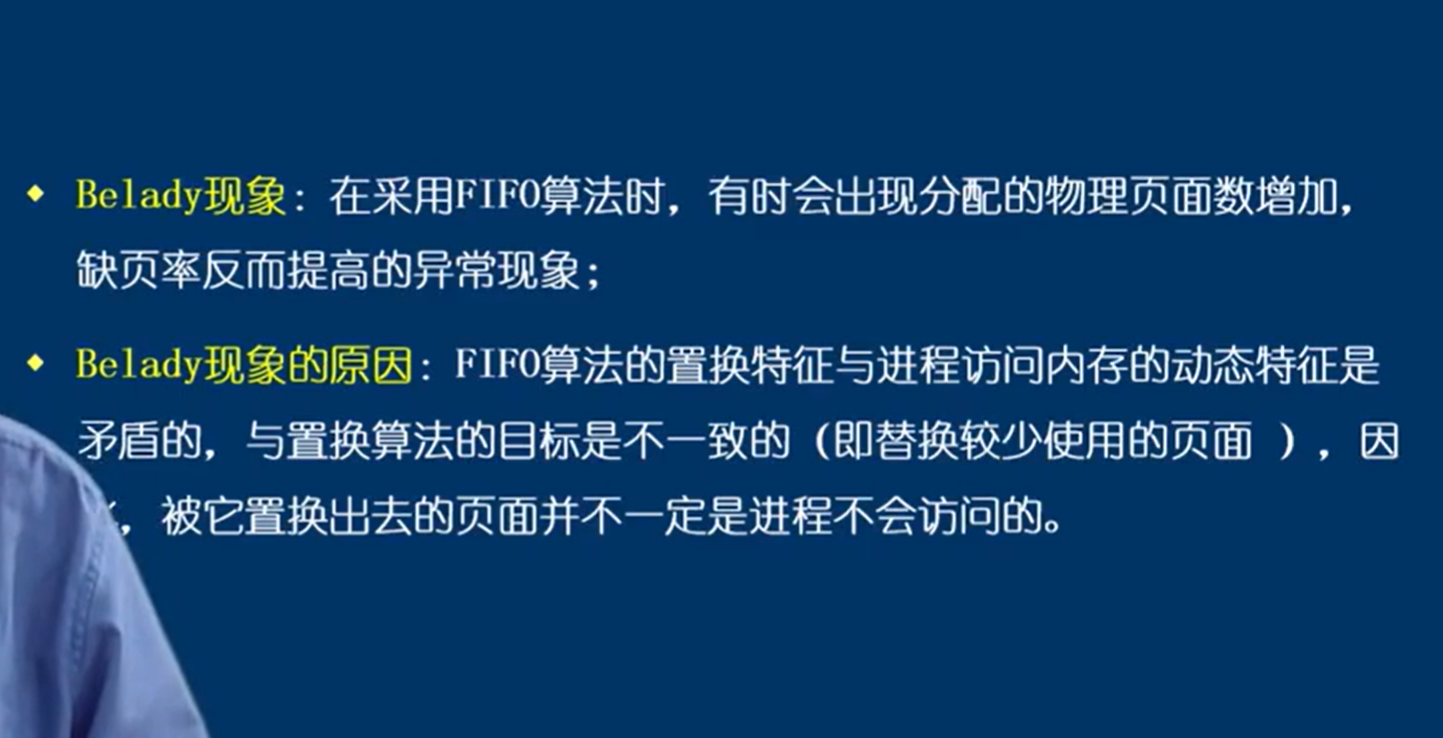 Belady现象：在采用FIFO算法时，有时会出现分配的物理页面数增加，
缺页率反而提高的异常现象；
Belady现象的原因：FIFO算法的置换特征与进程访问内存的动态特征是
矛盾的，与置换算法的目标是不一致的（即替换较少使用的页面 ），因
，被它置换出去的页面并不一定是进程不会访问的。